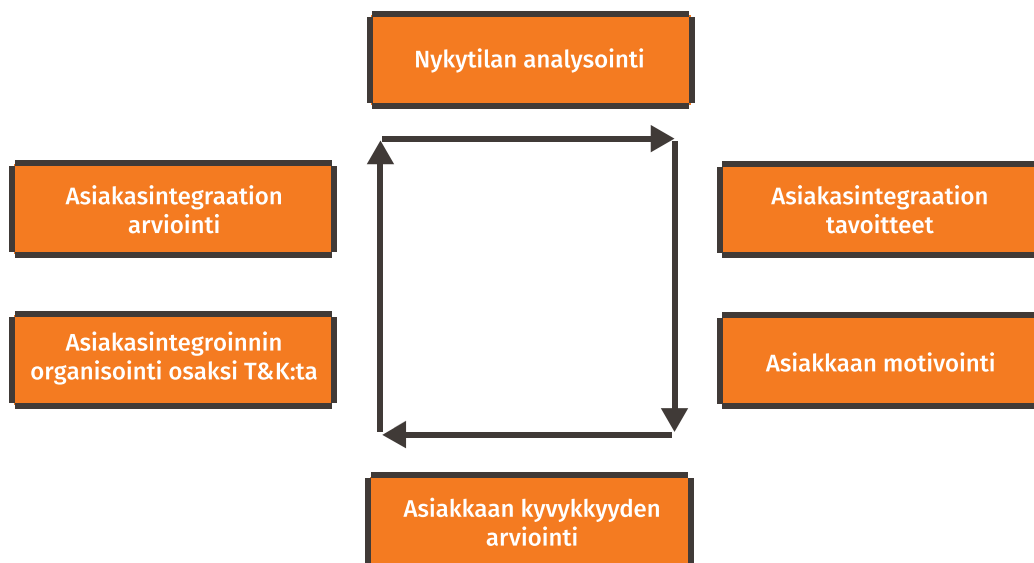 Nykytilan analysointi
Asiakasintegraation
tavoitteet
Asiakkaan motivointi
Asiakkaan kyvykkyyden
arviointi
Asiakasintegroinnin
organisointi osaksi T&K:ta
Asiakasintegraation
arviointi